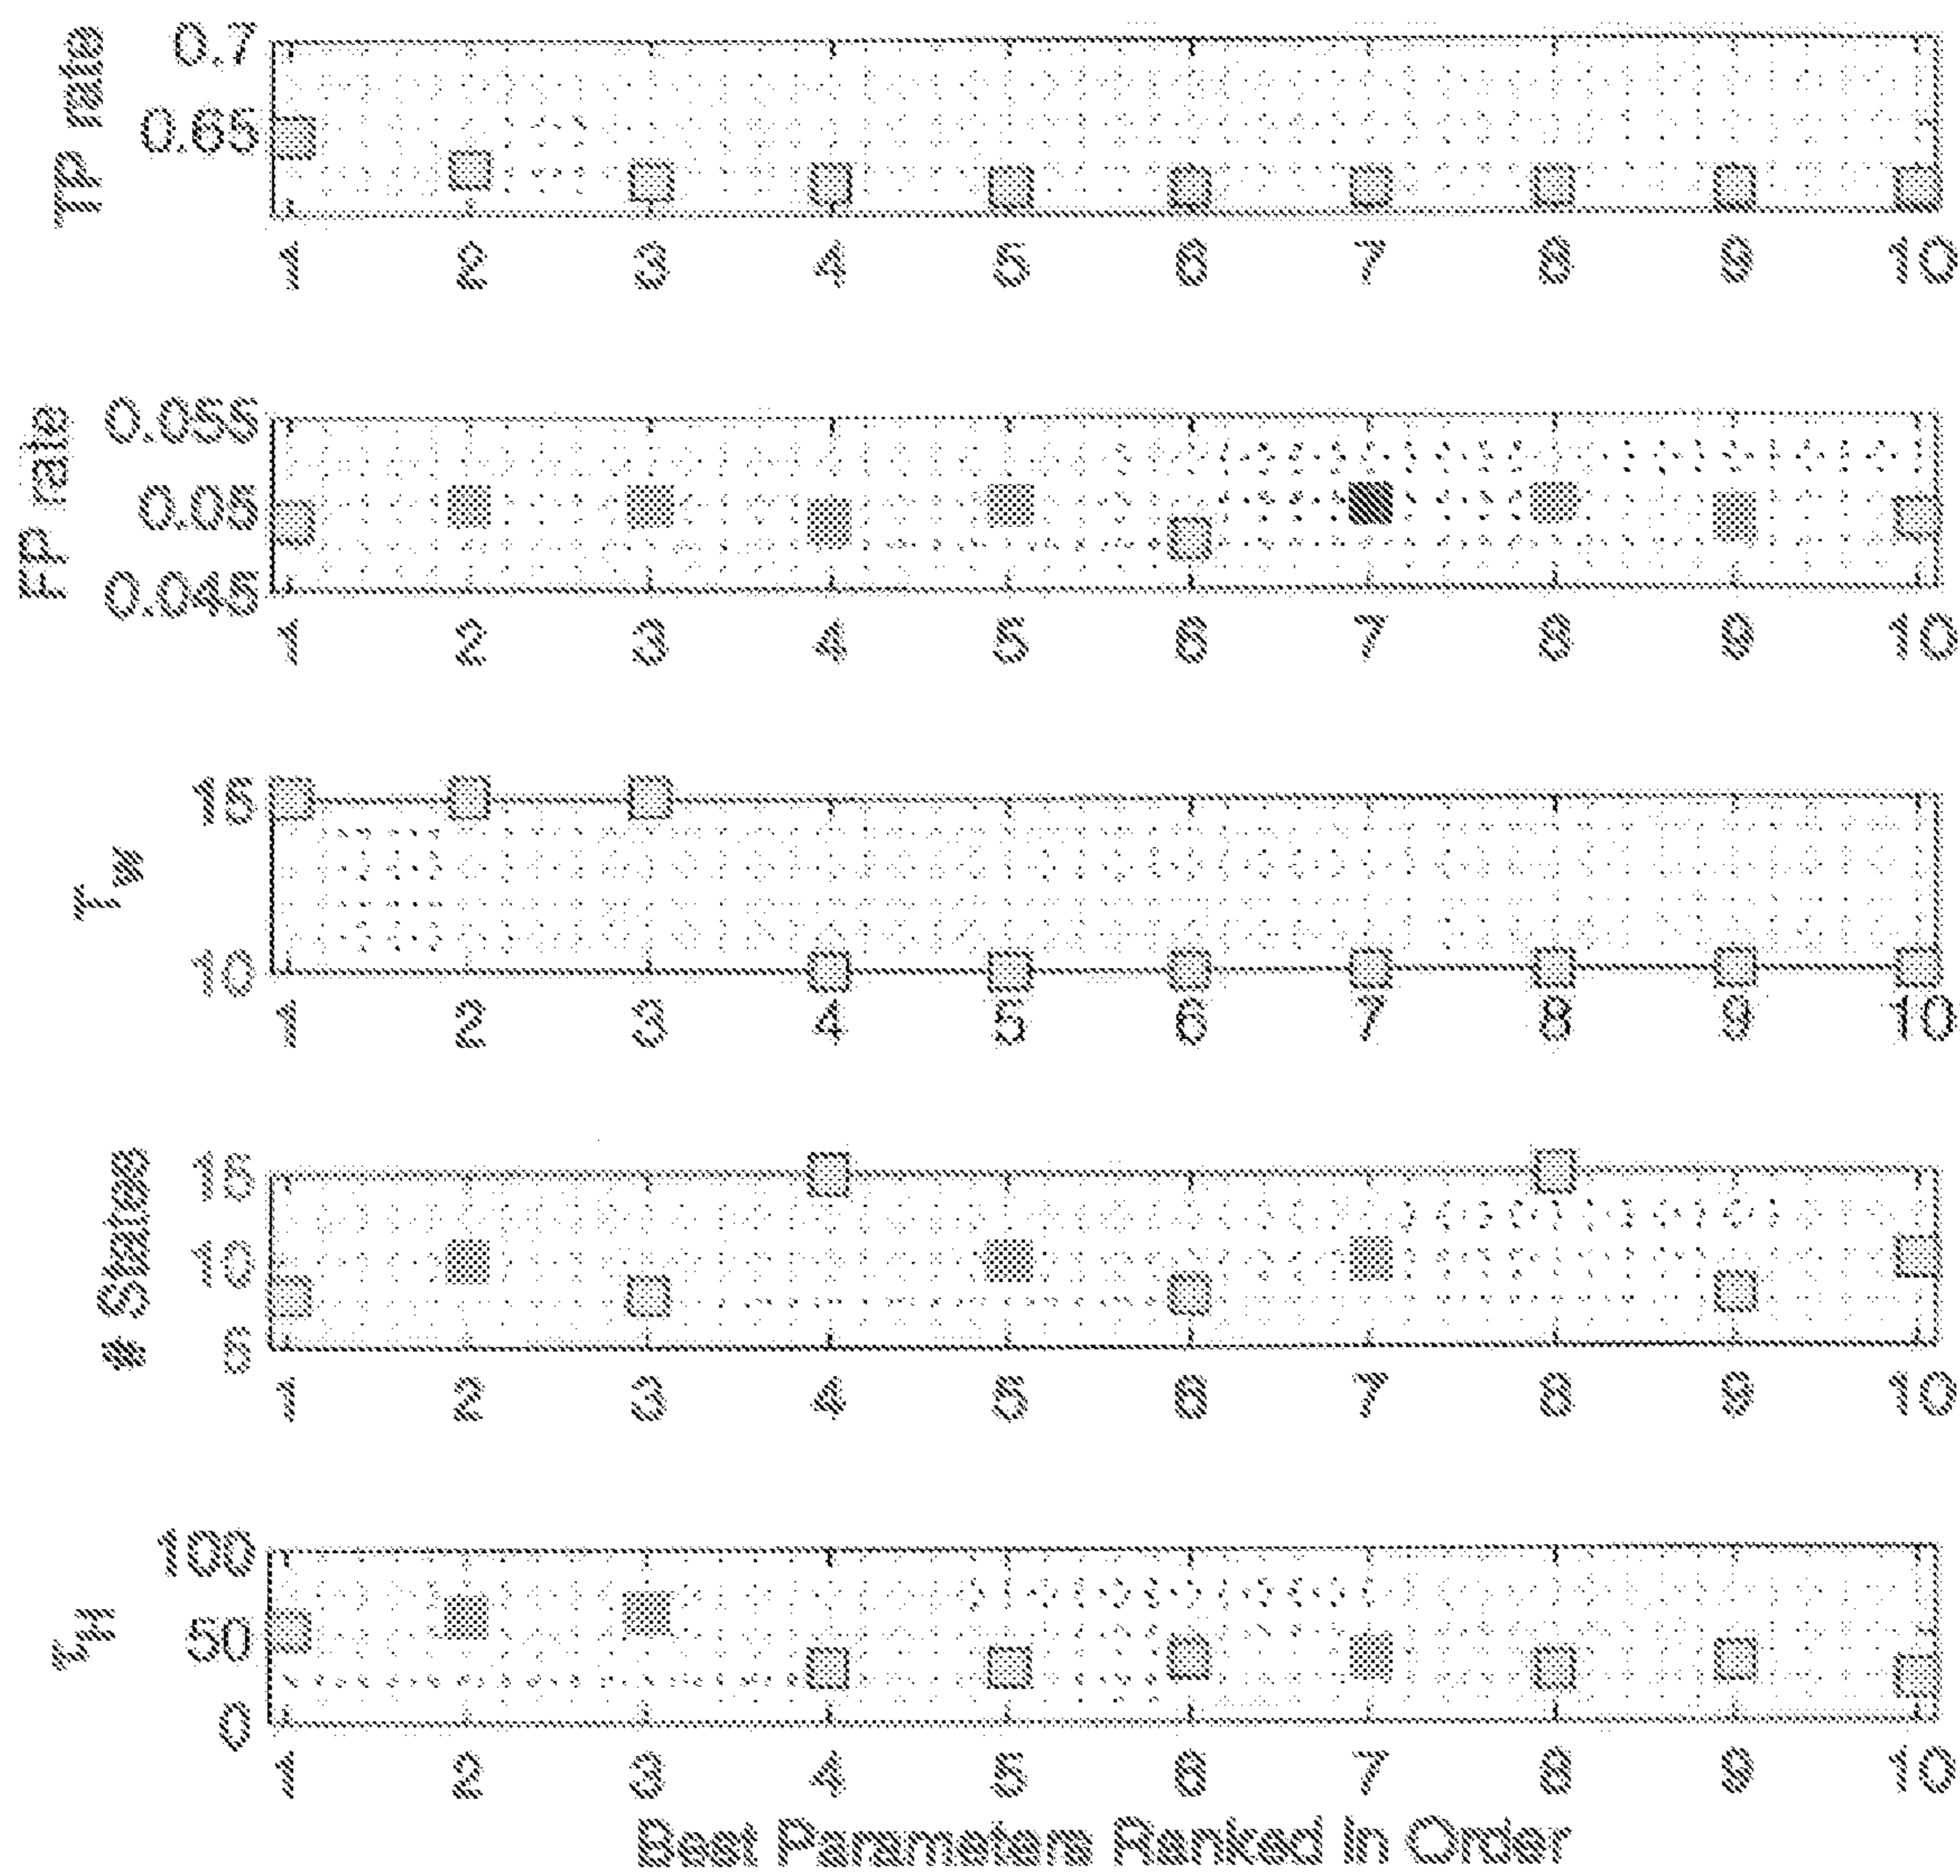 TP rate
0.7
0.65
1 2 3 4 5 6 7 8 9 10
FP rate
0.055
0.05
0.045
1 2 3 4 5 6 7 8 9 10
Tw
15
10
1 2 3 4 5 6 7 8 9 10
# States
15
10
5
1 2 3 4 5 6 7 8 9 10
τH
100
50
0
1 2 3 4 5 6 7 8 9 10
Best Parameters Ranked In Order